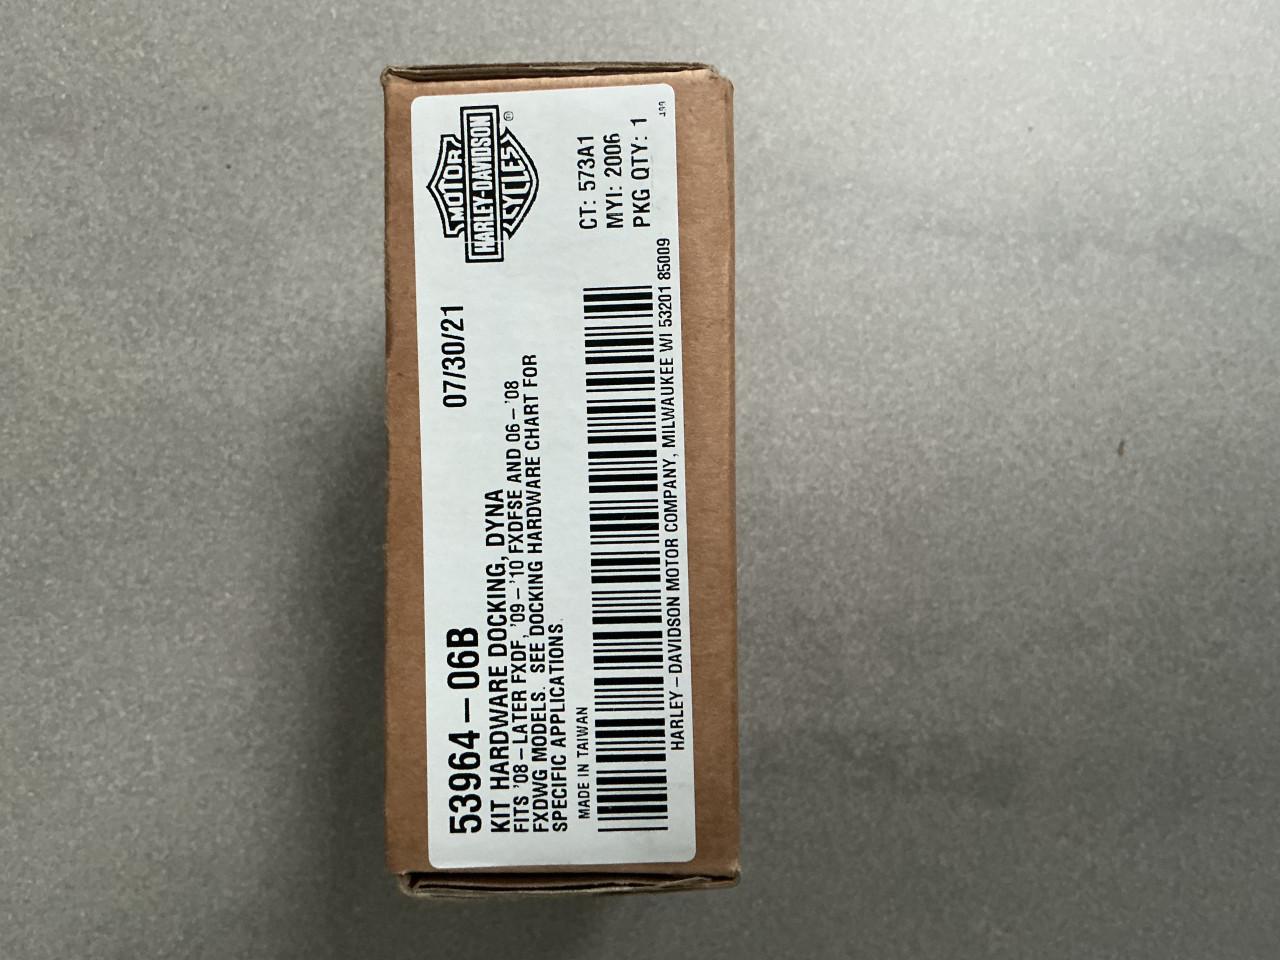 53964-06B 07/30/21
KIT HARDWARE DOCKING, DYNA
FITS '08-LATER FXDF, '09-'10 FXDFSE AND 06-'08
FXDWG MODELS. SEE DOCKING HARDWARE CHART FOR
SPECIFIC APPLICATIONS.
MADE IN TAIWAN
MOTOR
HARLEY-DAVIDSON
CYCLES
®
CT: 573A1
MYI: 2006
PKG QTY: 1
HARLEY-DAVIDSON MOTOR COMPANY, MILWAUKEE WI 53201 85009